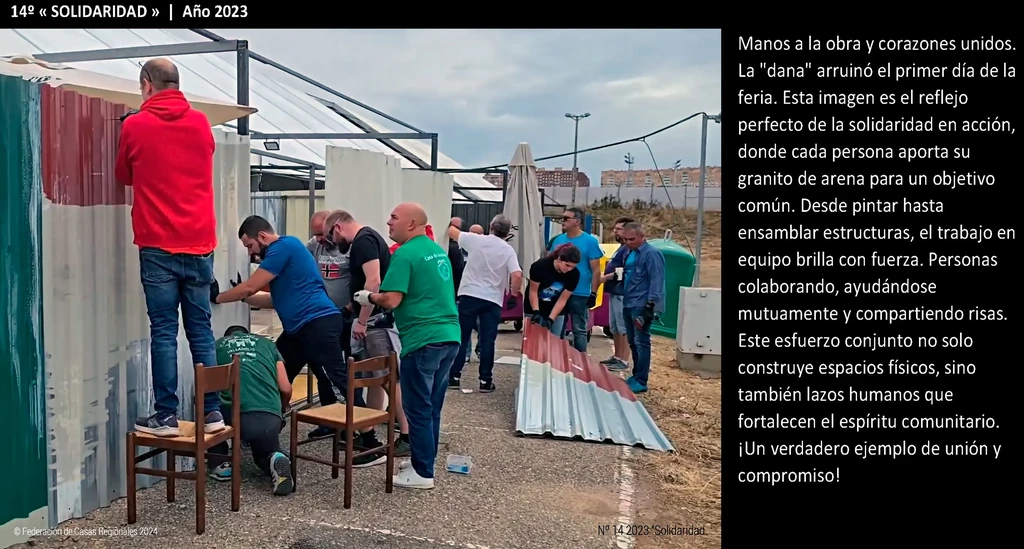 14º « SOLIDARIDAD » | Año 2023
Manos a la obra y corazones unidos.
La "dana" arruinó el primer día de la
feria. Esta imagen es el reflejo
perfecto de la solidaridad en acción,
donde cada persona aporta su
granito de arena para un objetivo
común. Desde pintar hasta
ensamblar estructuras, el trabajo en
equipo brilla con fuerza. Personas
colaborando, ayudándose
mutuamente y compartiendo risas.
Este esfuerzo conjunto no solo
construye espacios físicos, sino
también lazos humanos que
fortalecen el espíritu comunitario.
¡Un verdadero ejemplo de unión y
compromiso!
VALLADOLID
© Federación de Casas Regionales 2024
Nº 14 2023 "Solidaridad